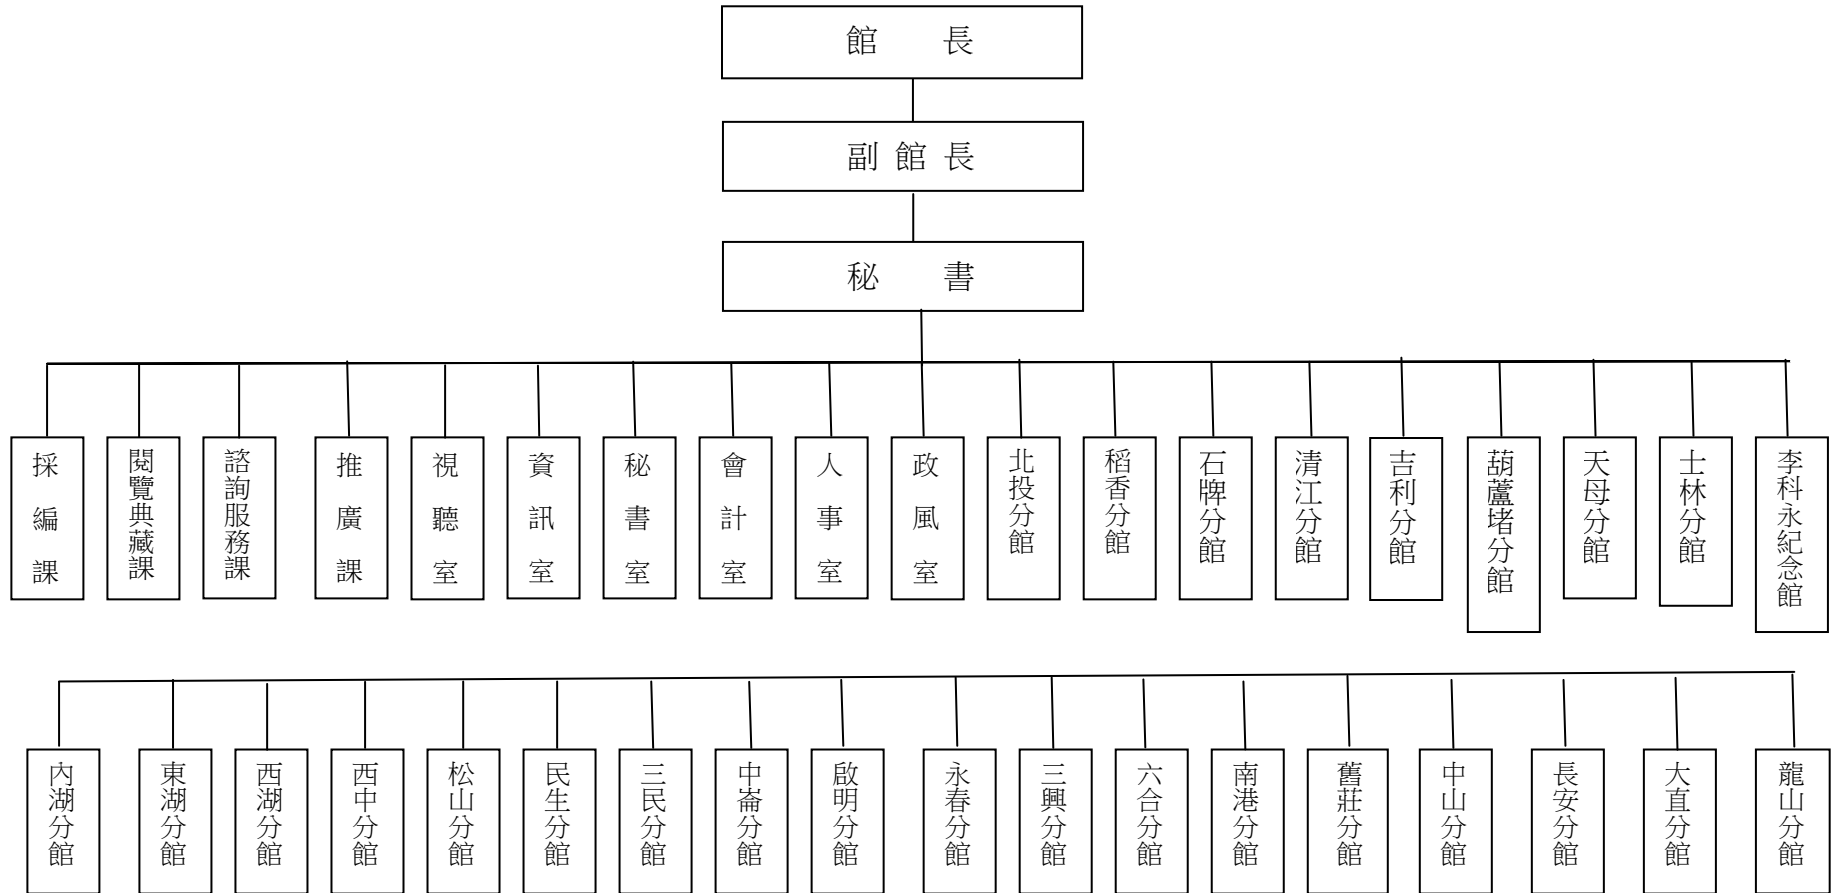 館長
副館長
秘書
採編課
閱覽典藏課
諮詢服務課
推廣課
視聽室
資訊室
秘書室
會計室
人事室
政風室
北投分館
稻香分館
石牌分館
清江分館
吉利分館
葫蘆堵分館
天母分館
士林分館
李科永紀念館
內湖分館
東湖分館
西湖分館
西中分館
松山分館
民生分館
三民分館
中崙分館
啟明分館
永春分館
三興分館
六合分館
南港分館
舊莊分館
中山分館
長安分館
大直分館
龍山分館